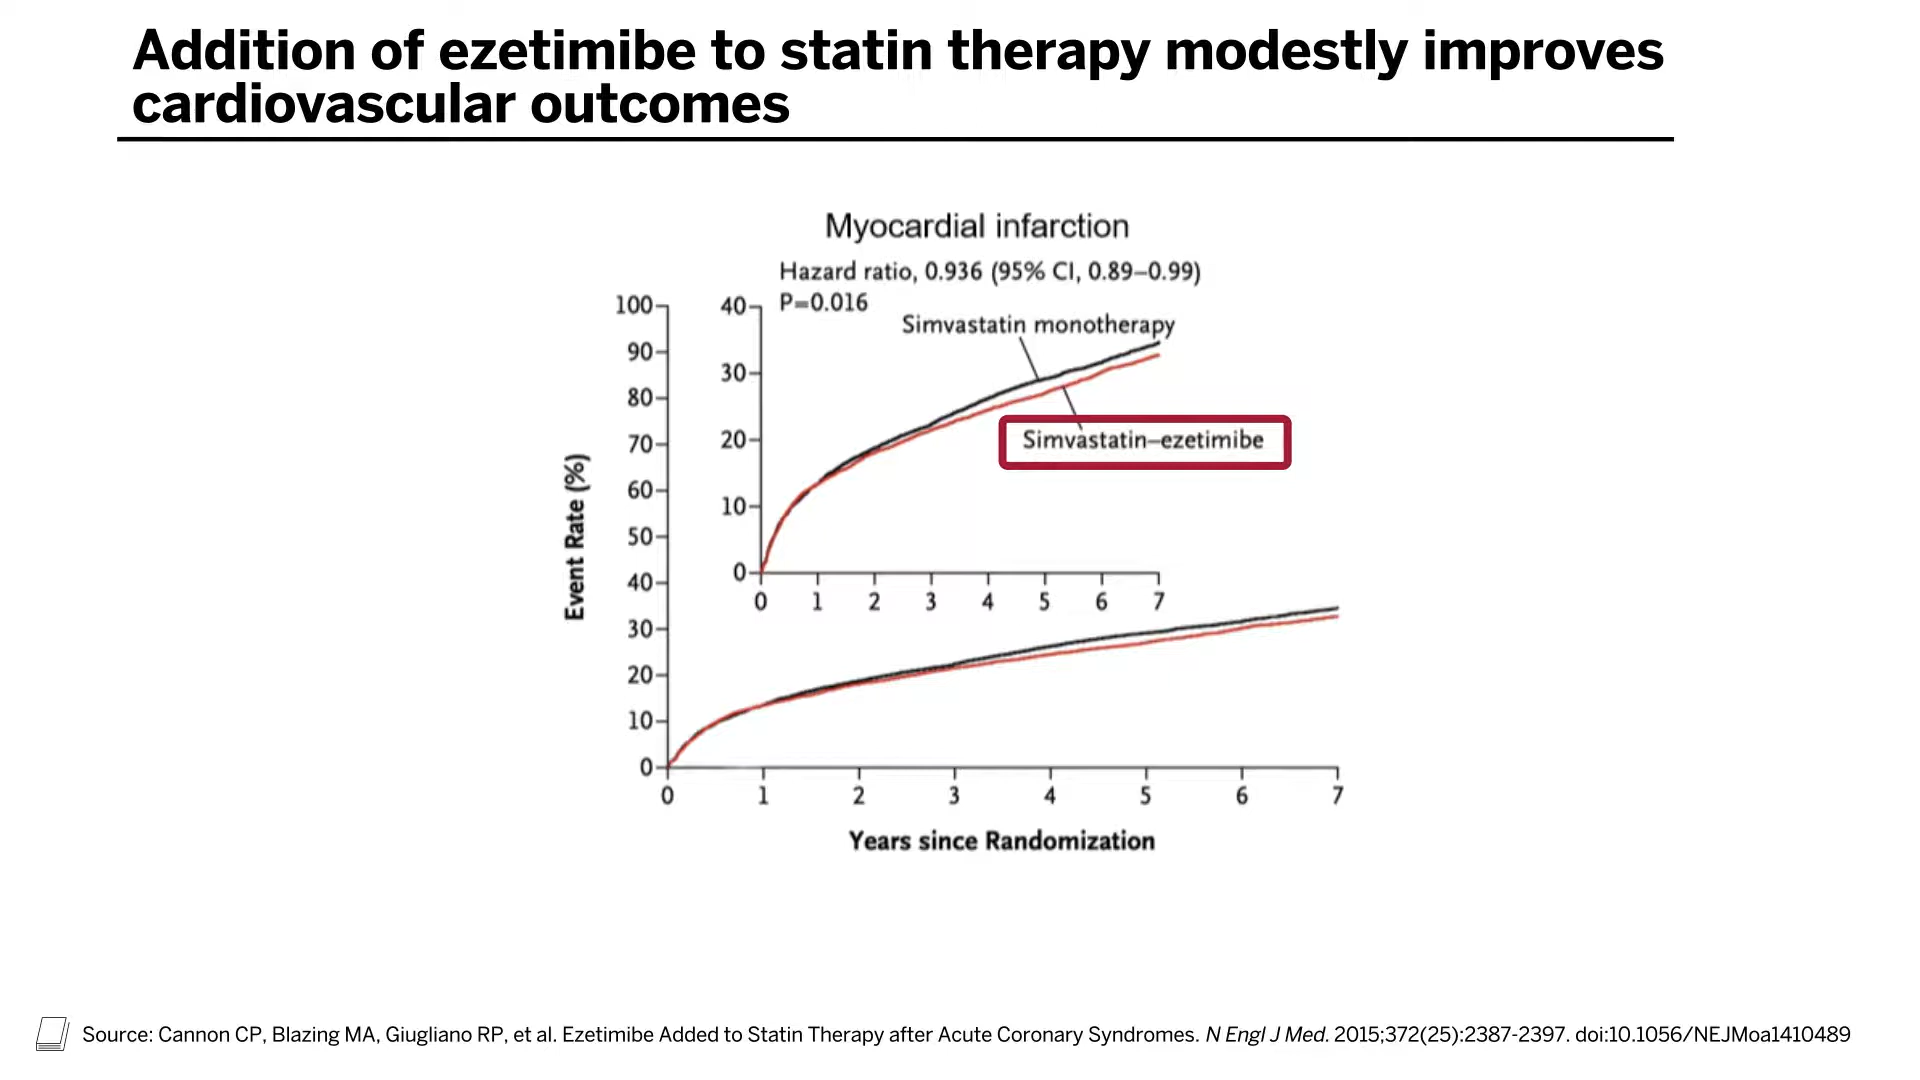 Addition of ezetimibe to statin therapy modestly improves
cardiovascular outcomes
Myocardial infarction
Hazard ratio, 0.936 (95% CI, 0.89–0.99)
P=0.016
Simvastatin monotherapy
Simvastatin–ezetimibe
40
30
20
10
0
0 1 2 3 4 5 6 7
Event Rate (%)
100
90
80
70
60
50
40
30
20
10
0
0 1 2 3 4 5 6 7
Years since Randomization
Source: Cannon CP, Blazing MA, Giugliano RP, et al. Ezetimibe Added to Statin Therapy after Acute Coronary Syndromes. N Engl J Med. 2015;372(25):2387-2397. doi:10.1056/NEJMoa1410489